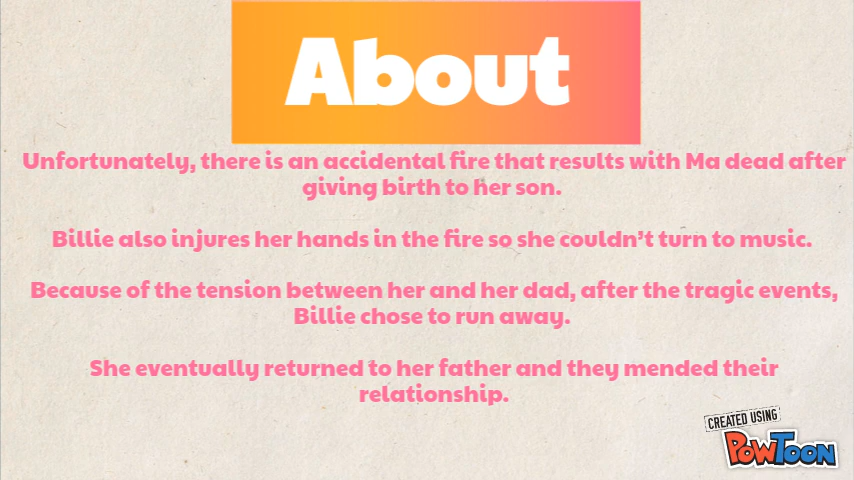 About
Unfortunately, there is an accidental fire that results with Ma dead after
giving birth to her son.
Billie also injures her hands in the fire so she couldn't turn to music.
Because of the tension between her and her dad, after the tragic events,
Billie chose to run away.
She eventually returned to her father and they mended their
relationship.
CREATED USING
POWTOON